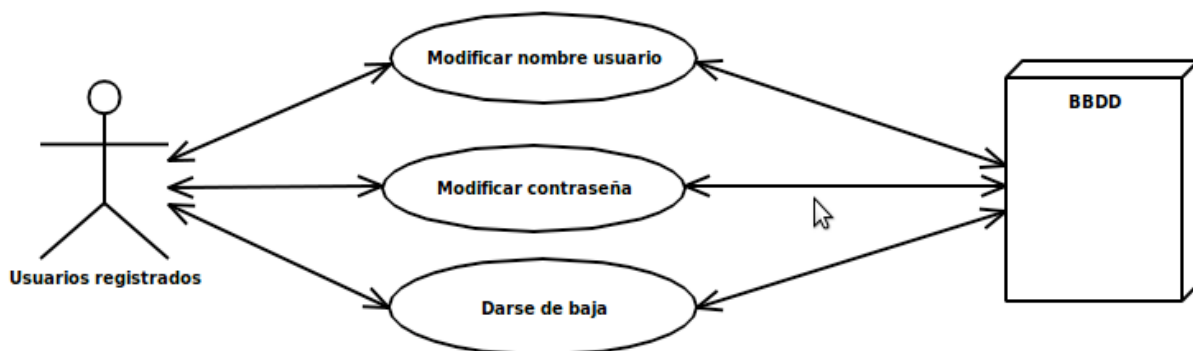 Modificar nombre usuario
BBDD
Modificar contraseña
Usuarios registrados
Darse de baja